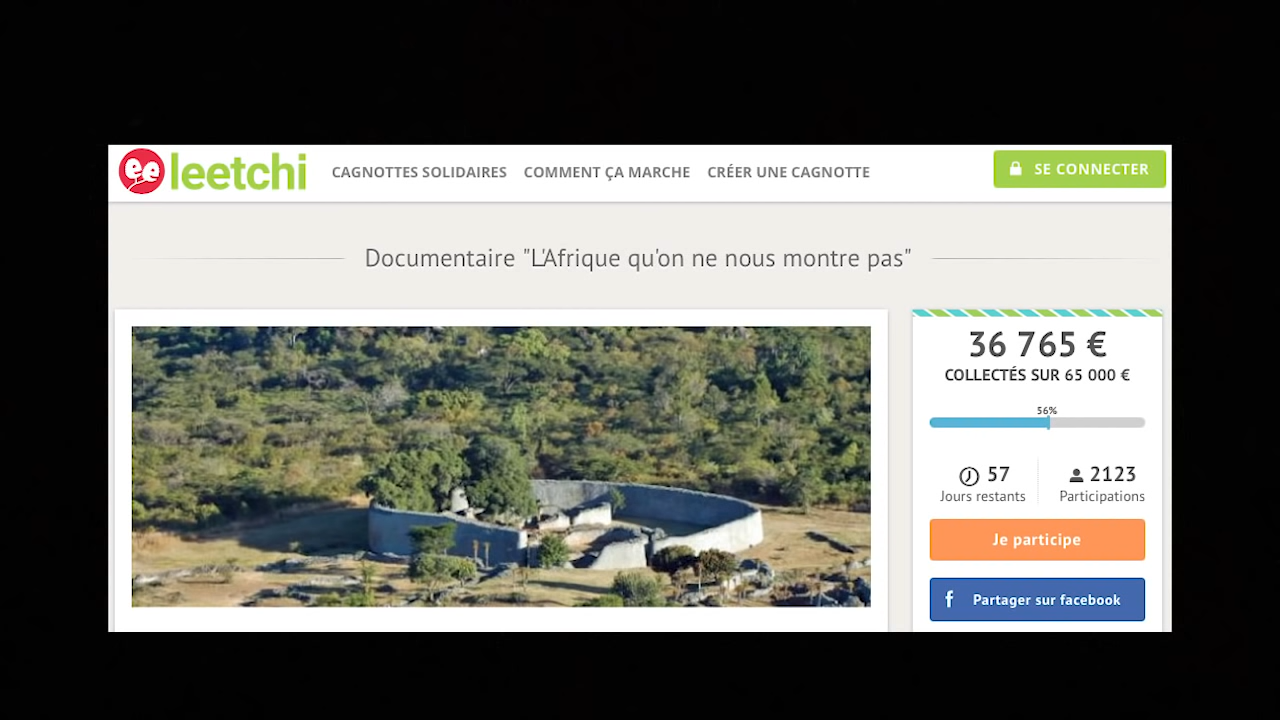 leetchi
CAGNOTTES SOLIDAIRES COMMENT ÇA MARCHE CRÉER UNE CAGNOTTE
SE CONNECTER
Documentaire "L'Afrique qu'on ne nous montre pas"
36 765 €
COLLECTÉS SUR 65 000 €
56%
57
Jours restants
2123
Participations
Je participe
f Partager sur facebook